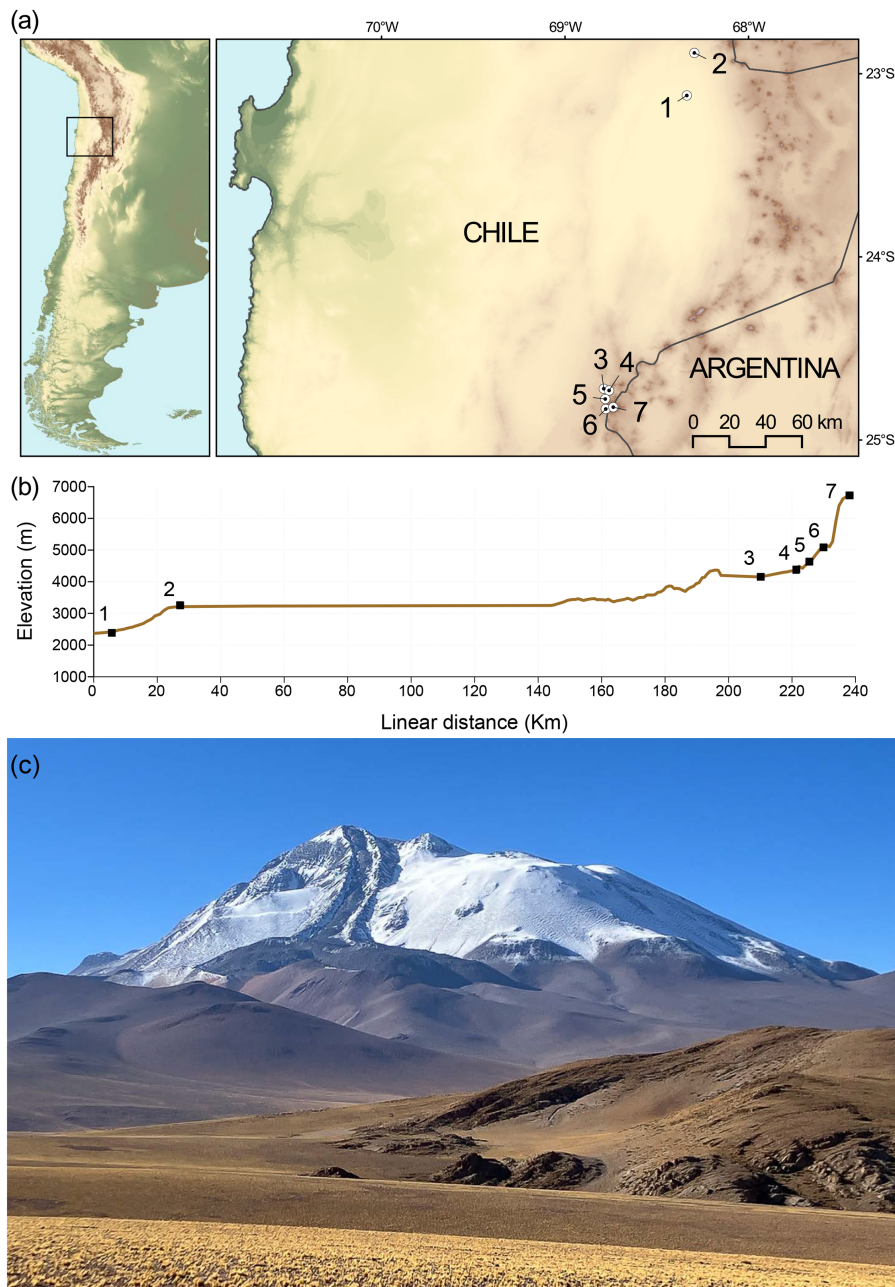 (a)
70°W 69°W 68°W
23°S
2
1
CHILE
24°S
3 4
ARGENTINA
5
7
6
0 20 40 60 km
25°S
(b)
7000
6000
5000
4000
3000
2000
1000
Elevation (m)
1 2 3 4 5 6 7
0 20 40 60 80 100 120 140 160 180 200 220 240
Linear distance (Km)
(c)